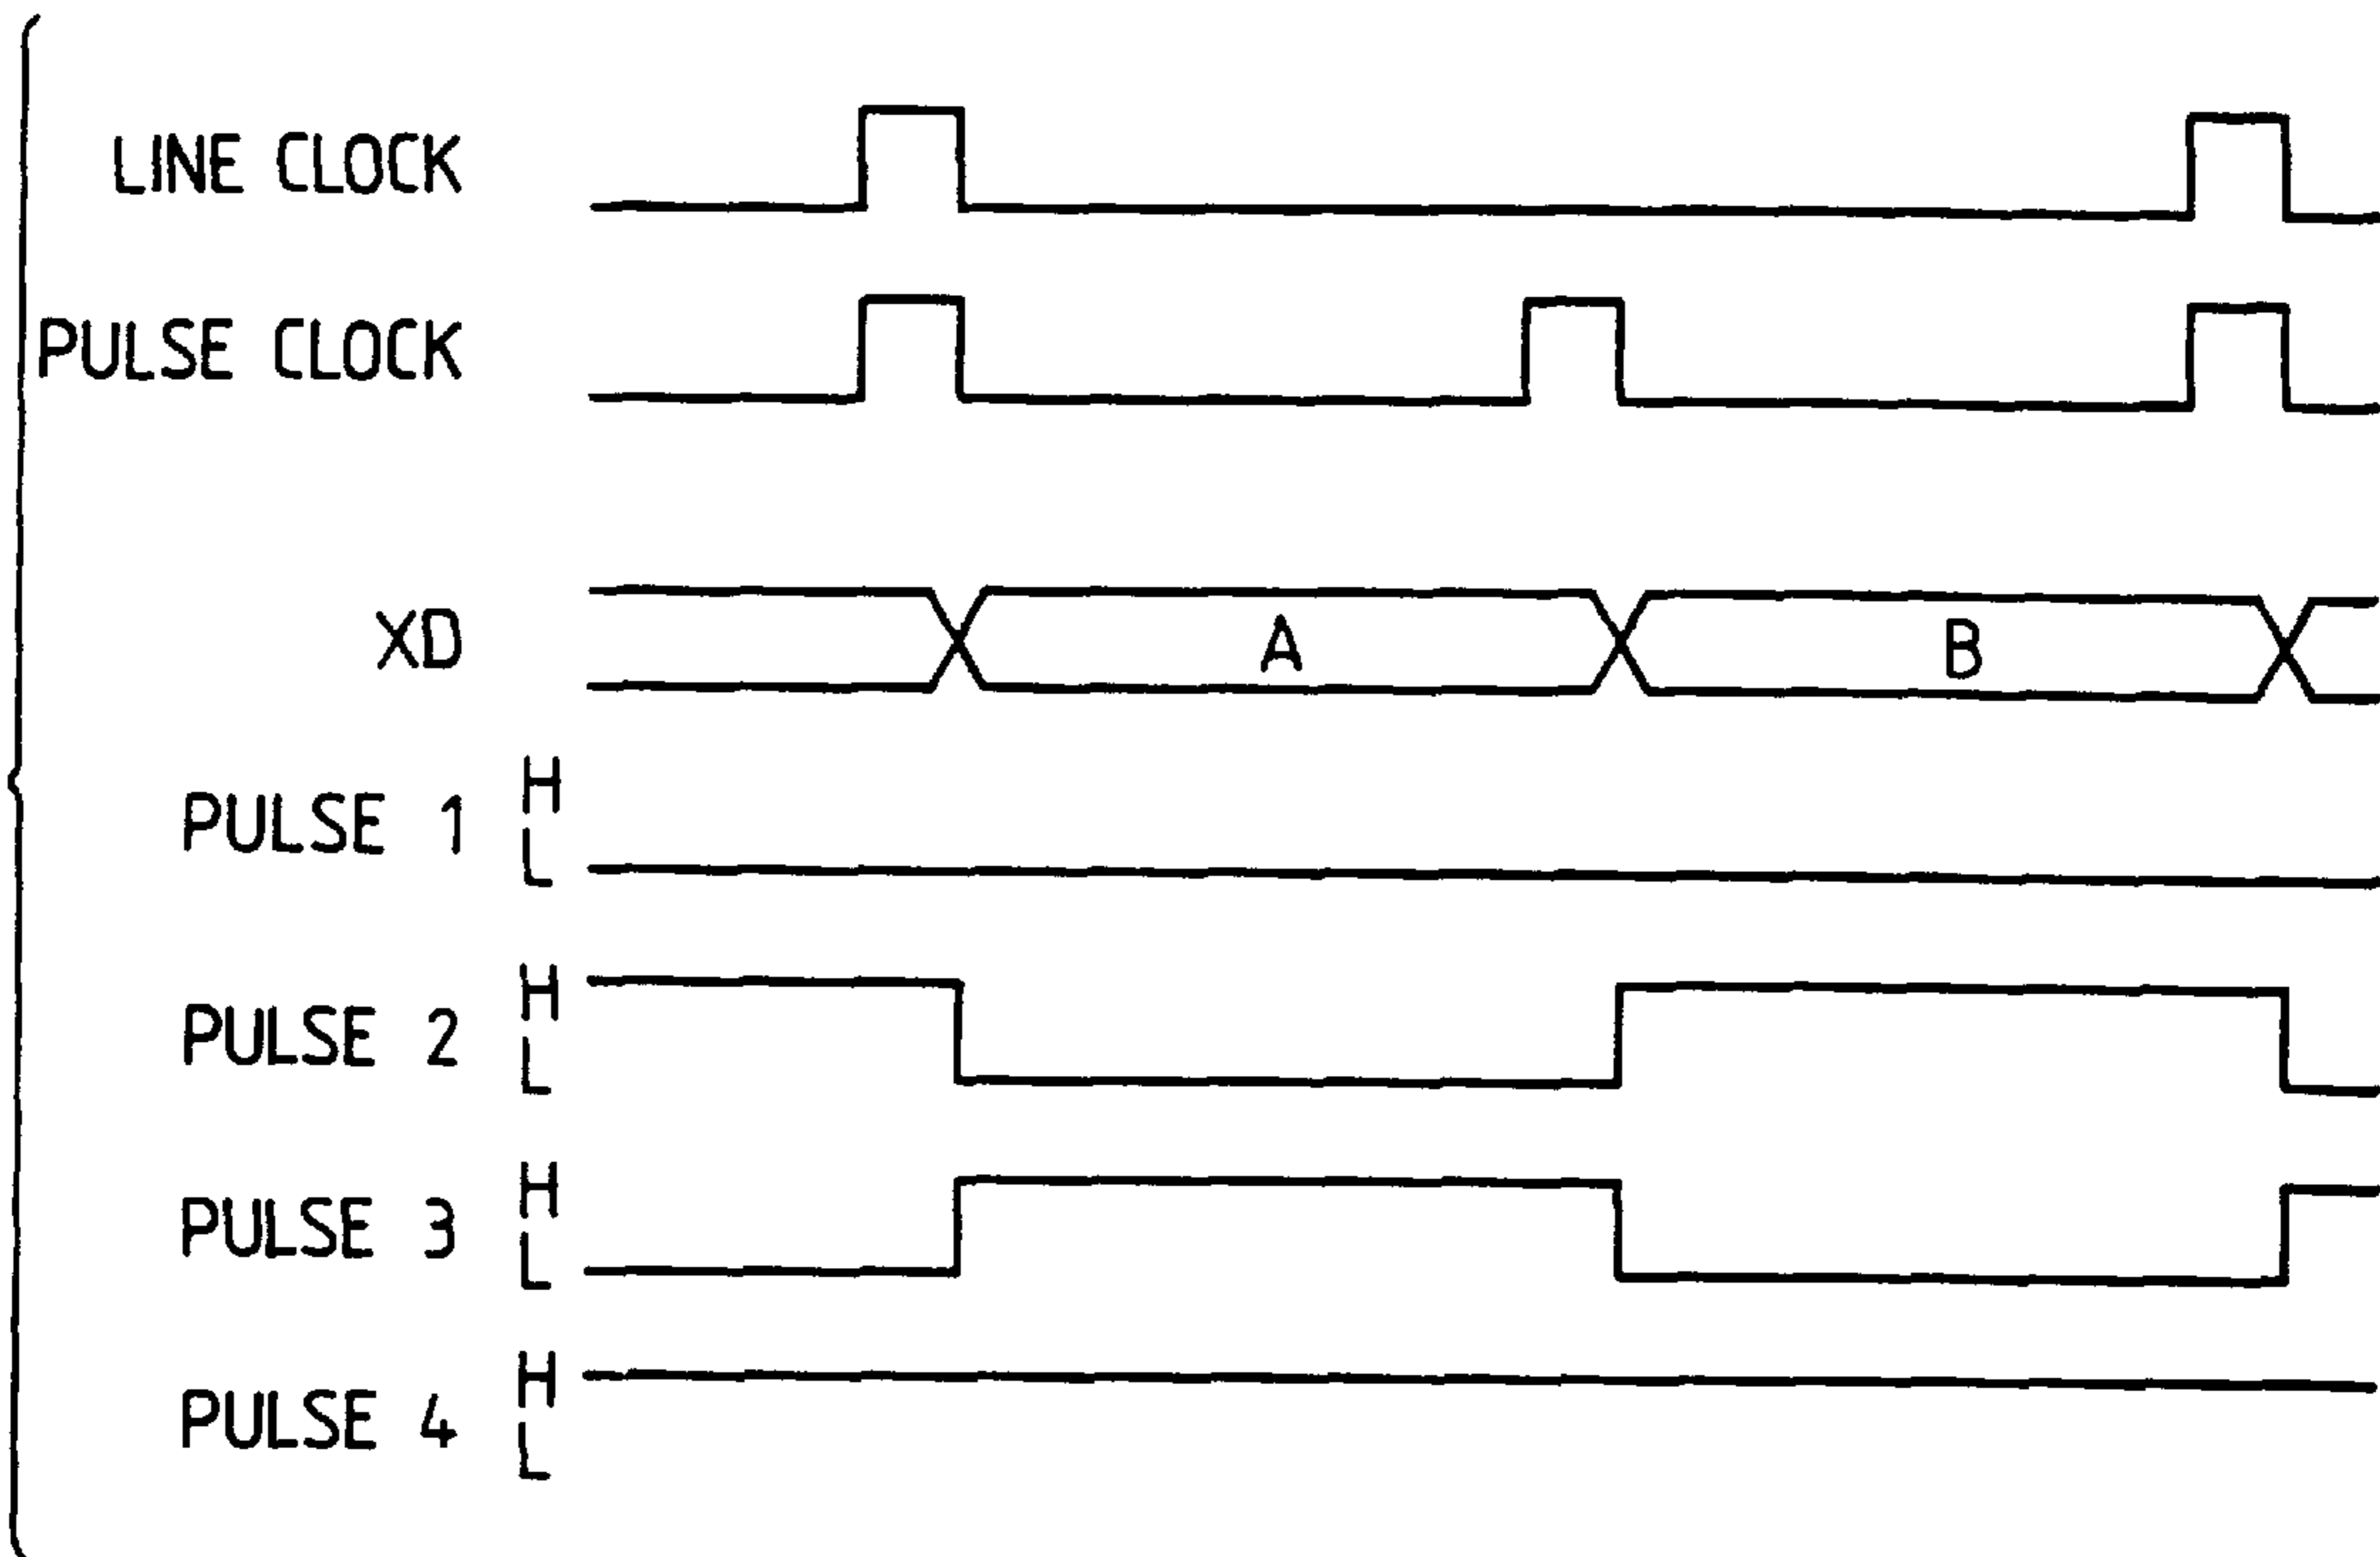 LINE CLOCK
PULSE CLOCK
XD
A
B
PULSE 1
H
L
PULSE 2
H
L
PULSE 3
H
L
PULSE 4
H
L